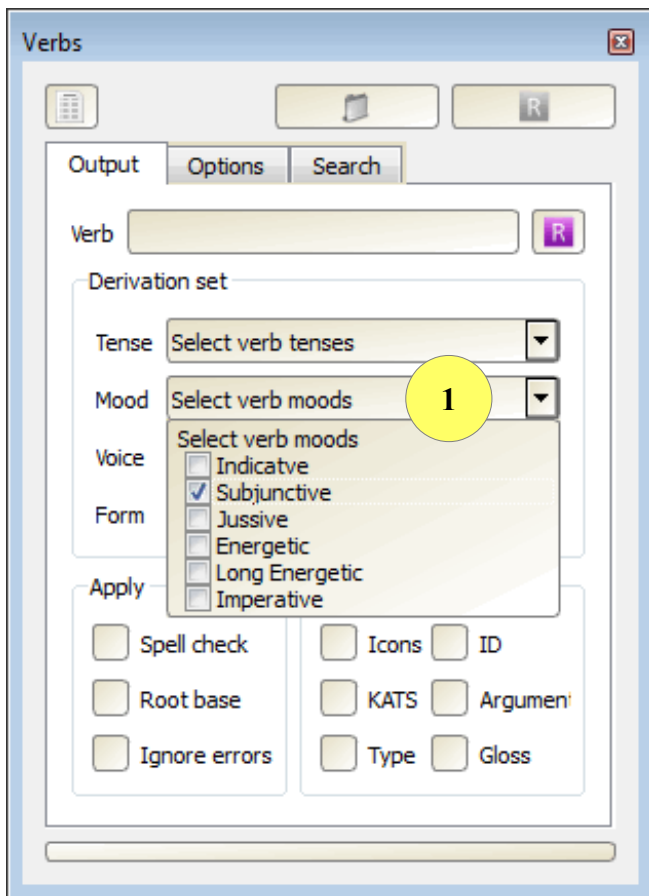 Verbs
R
Output Options Search
Verb R
Derivation set
Tense Select verb tenses
Mood Select verb moods 1
Select verb moods
Voice
Indicatve
Subjunctive
Form
Jussive
Energetic
Long Energetic
Apply
Imperative
Spell check Icons ID
Root base KATS Argument
Ignore errors Type Gloss